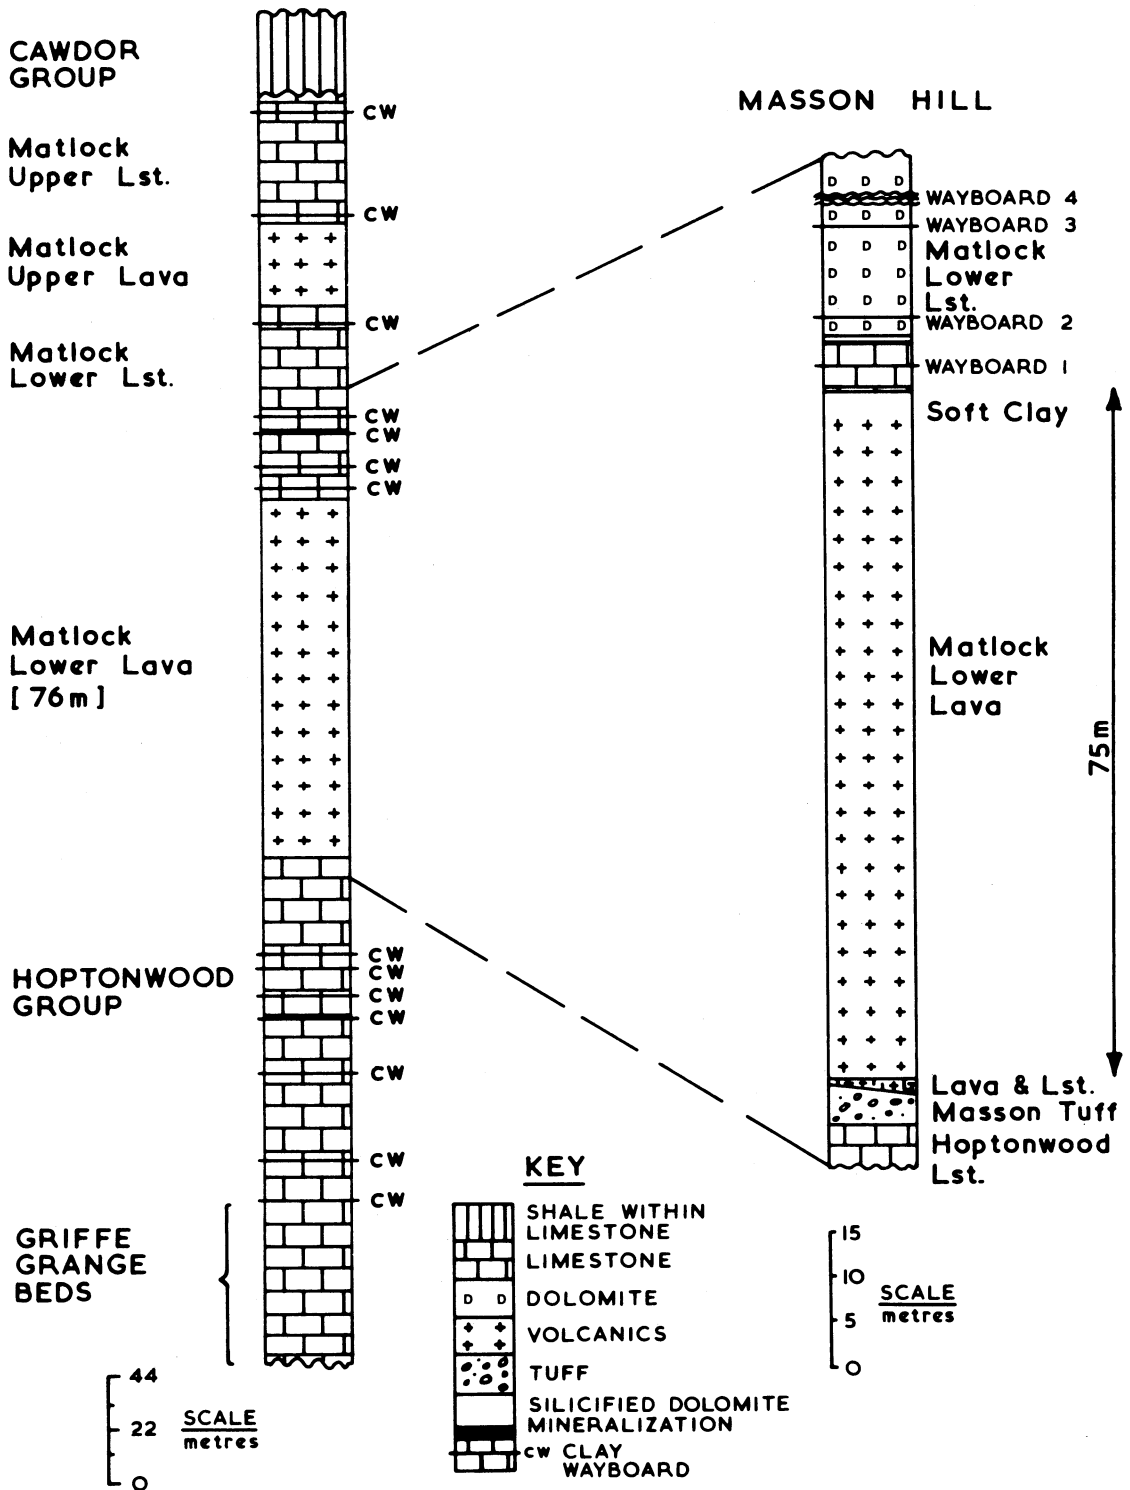 CAWDOR
GROUP
CW
Matlock
Upper Lst.
CW
Matlock
Upper Lava
CW
Matlock
Lower Lst.
CW
CW
CW
CW
Matlock
Lower Lava
[ 76m ]
HOPTONWOOD
GROUP
CW
CW
CW
CW
CW
CW
CW
GRIFFE
GRANGE
BEDS
44
22
0
SCALE
metres
MASSON HILL
D D D
WAYBOARD 4
D D D
WAYBOARD 3
D D D
Matlock
Lower
Lst.
D D D
D D D
WAYBOARD 2
D D D
WAYBOARD 1
Soft Clay
Matlock
Lower
Lava
75m
Lava & Lst.
Masson Tuff
Hoptonwood
Lst.
KEY
SHALE WITHIN
LIMESTONE
LIMESTONE
D D DOLOMITE
VOLCANICS
TUFF
SILICIFIED DOLOMITE
MINERALIZATION
CW CLAY
WAYBOARD
15
10
5
0
SCALE
metres